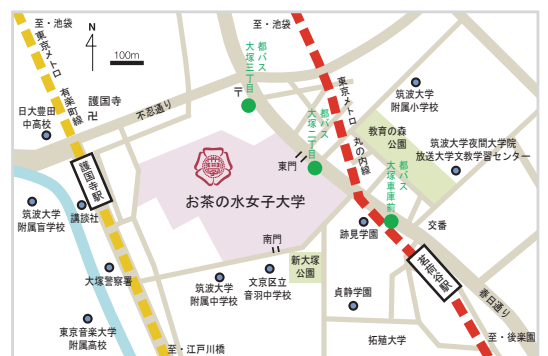 至・池袋
N
100m
東京メトロ 有楽町線
護国寺
卍
日大豊田
中高校
不忍通り
〒
都バス
大塚三丁目
至・池袋
東京メトロ 丸の内線
筑波大学
附属小学校
都バス
大塚二丁目
教育の森
公園
筑波大学夜間大学院
放送大学文教学習センター
都バス
大塚車庫前
東門
護国寺駅
お茶の水女子大学
筑波大学
附属盲学校
講談社
跡見学園
交番
南門
新大塚
公園
茗荷谷駅
大塚警察署
筑波大学
附属中学校
文京区立
音羽中学校
貞静学園
春日通り
東京音楽大学
附属高校
至・江戸川橋
拓殖大学
至・後楽園